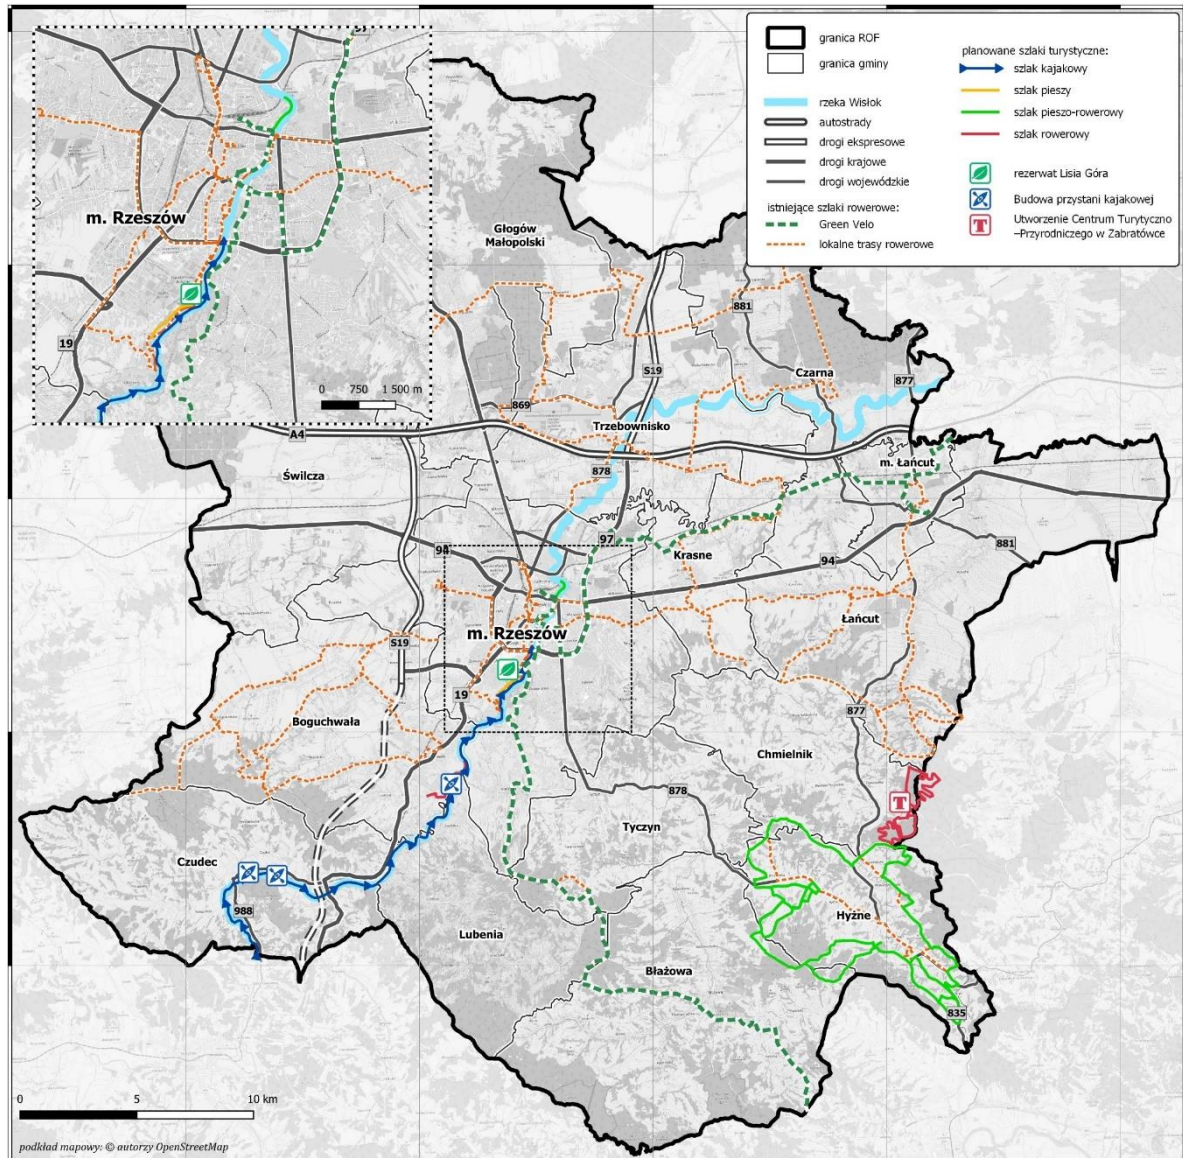 granica ROF
granica gminy
rzeka Wisłok
autostrady
drogi ekspresowe
drogi krajowe
drogi wojewódzkie
istniejące szlaki rowerowe:
Green Velo
lokalne trasy rowerowe
planowane szlaki turystyczne:
szlak kajakowy
szlak pieszy
szlak pieszo-rowerowy
szlak rowerowy
rezerwat Lisia Góra
Budowa przystani kajakowej
T
Utworzenie Centrum Turytyczno
–Przyrodniczego w Zabratówce
m. Rzeszów
19
0 750 1 500 m
Głogów
Małopolski
881
S19
Czarna
877
869
Trzebownisko
A4
Świlcza
878
m. Łańcut
97
94
Krasne
881
94
m. Rzeszów
Łańcut
S19
19
Boguchwała
877
Chmielnik
878
T
Tyczyn
Czudec
988
Hyżne
Lubenia
Błażowa
835
0 5 10 km
podkład mapowy: © autorzy OpenStreetMap